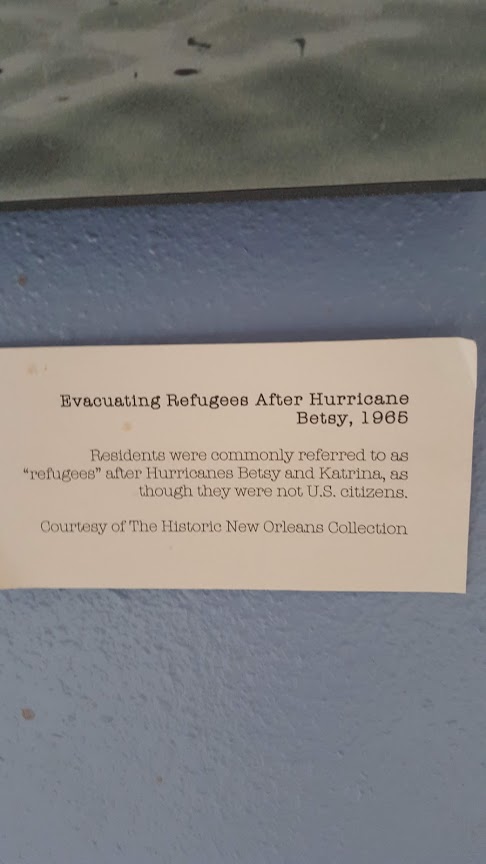 Evacuating Refugees After Hurricane
Betsy, 1965
Residents were commonly referred to as
“refugees” after Hurricanes Betsy and Katrina, as
though they were not U.S. citizens.
Courtesy of The Historic New Orleans Collection